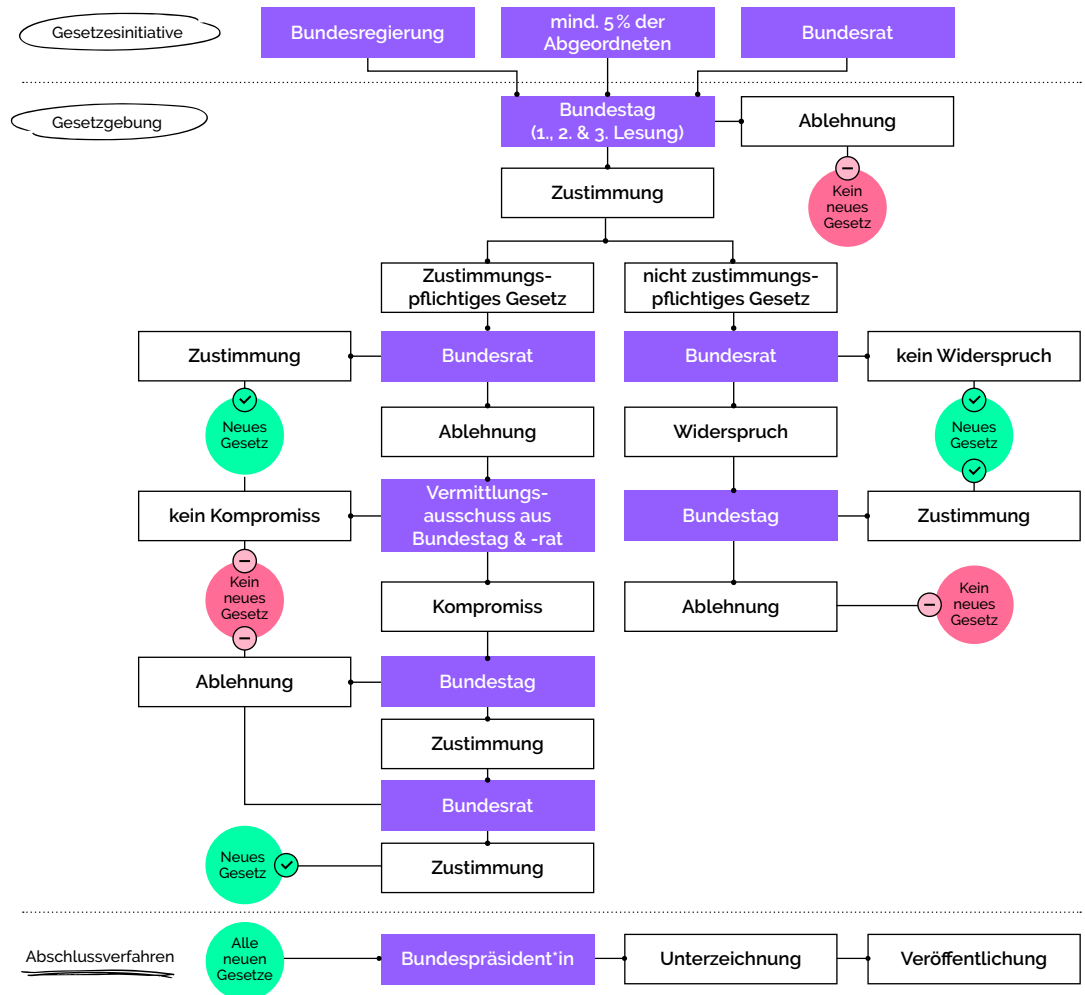 Gesetzesinitiative
Bundesregierung
mind. 5 % der
Abgeordneten
Bundesrat
Gesetzgebung
Bundestag
(1., 2. & 3. Lesung)
Ablehnung
Kein
neues
Gesetz
Zustimmung
Zustimmungs-
pflichtiges Gesetz
nicht zustimmungs-
pflichtiges Gesetz
Zustimmung
Bundesrat
Bundesrat
kein Widerspruch
Neues
Gesetz
Ablehnung
Widerspruch
Neues
Gesetz
kein Kompromiss
Vermittlungs-
ausschuss aus
Bundestag & -rat
Bundestag
Zustimmung
Kein
neues
Gesetz
Kompromiss
Ablehnung
Kein
neues
Gesetz
Ablehnung
Bundestag
Zustimmung
Bundesrat
Neues
Gesetz
Zustimmung
Abschlussverfahren
Alle
neuen
Gesetze
Bundespräsident*in
Unterzeichnung
Veröffentlichung